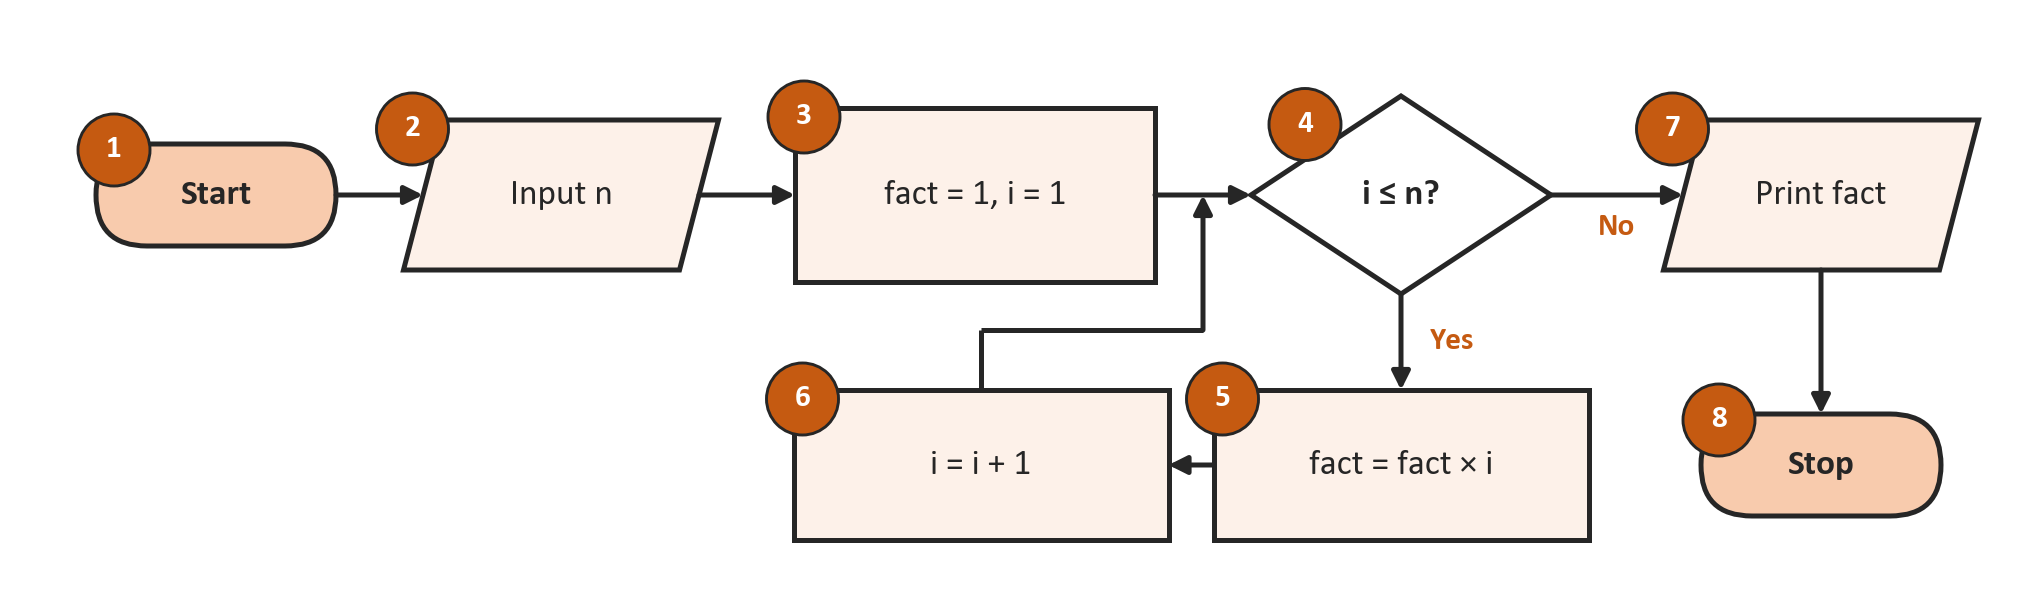 1
Start
2
Input n
3
fact = 1, i = 1
4
i ≤ n?
No
7
Print fact
Yes
6
i = i + 1
5
fact = fact × i
8
Stop